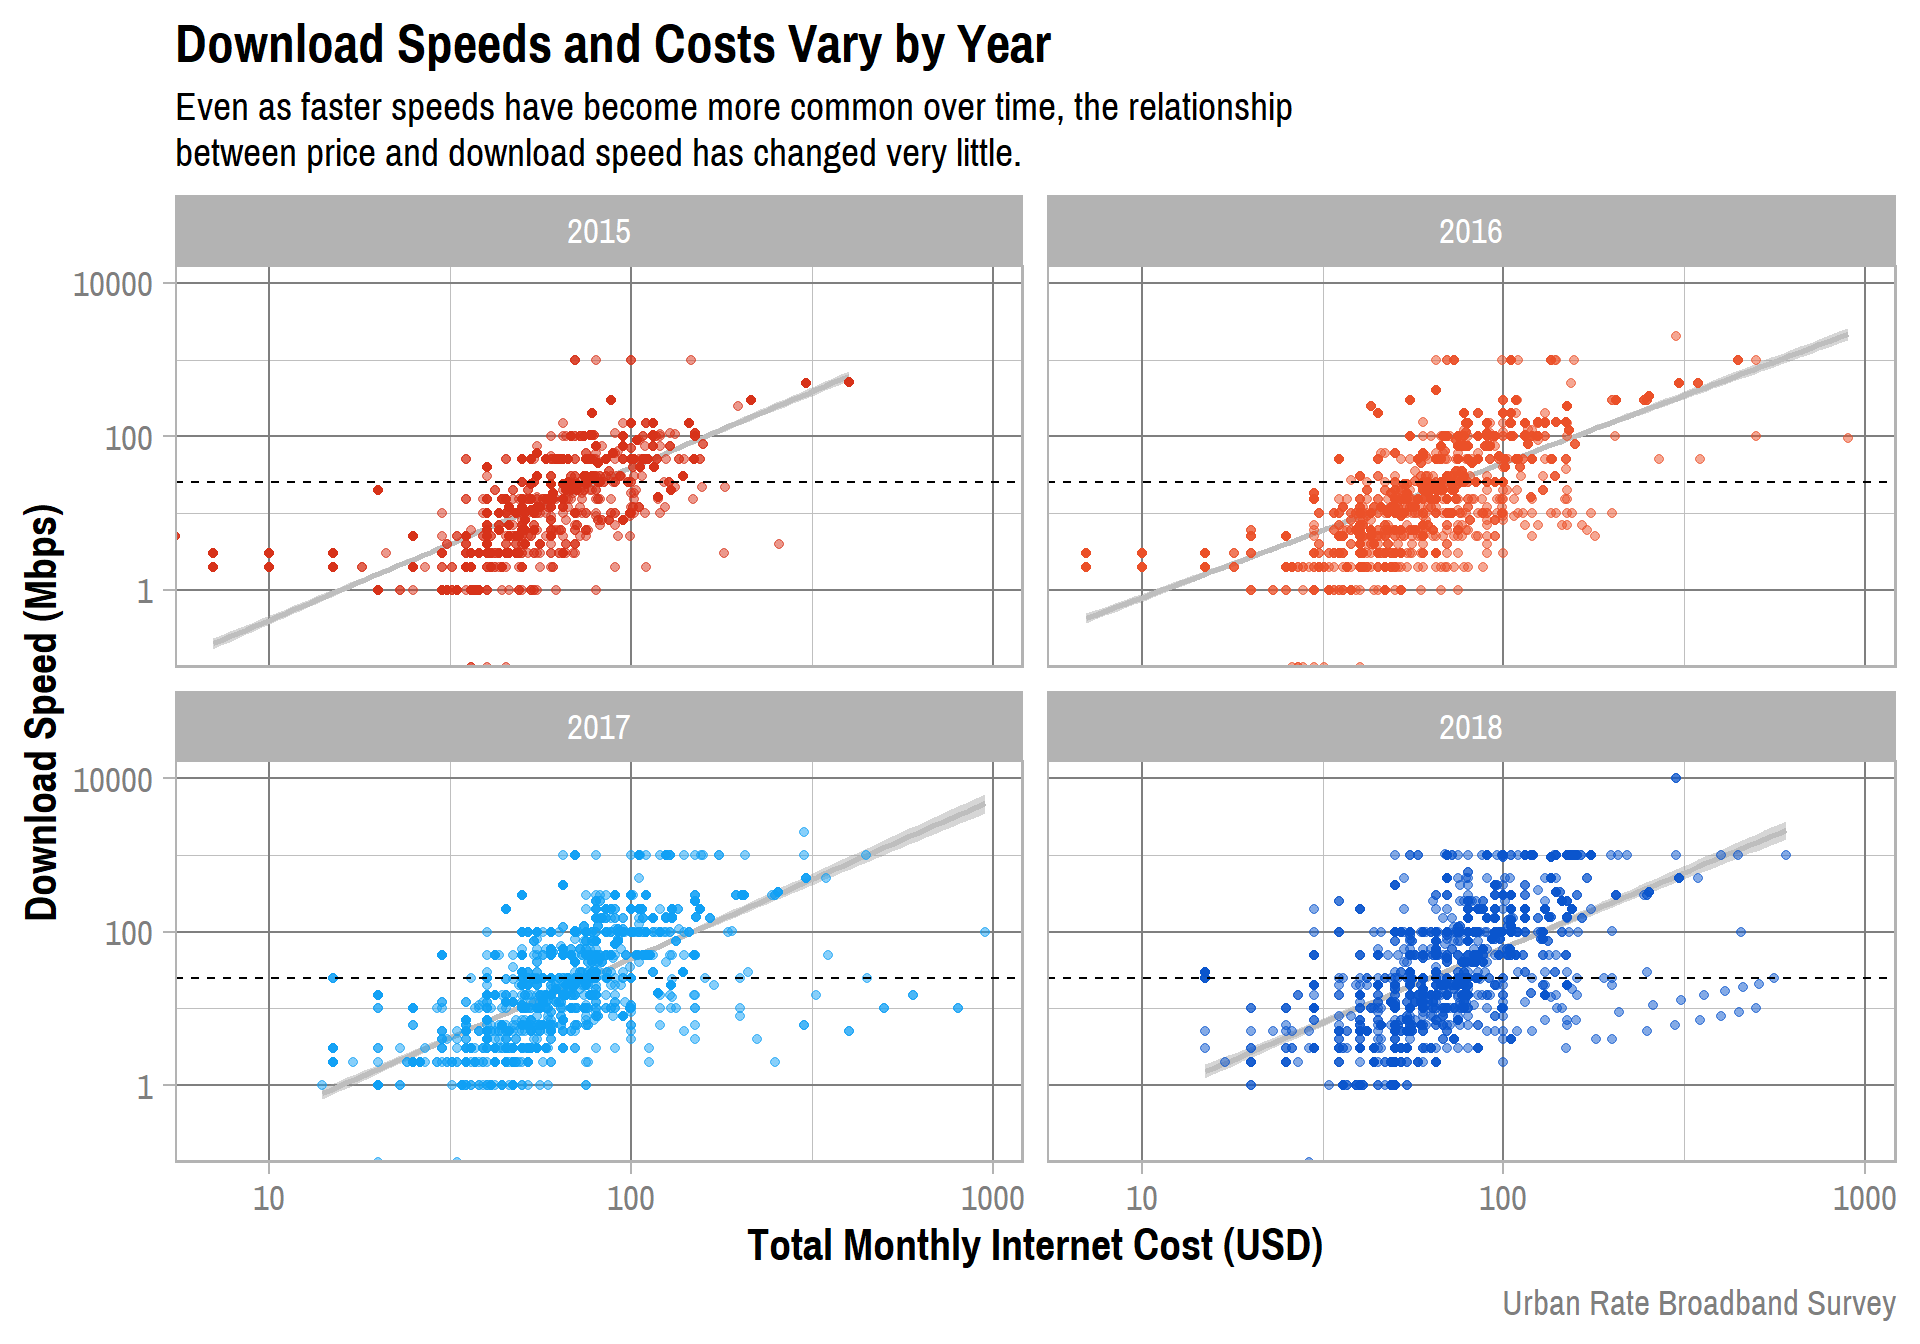 Download Speeds and Costs Vary by Year
Even as faster speeds have become more common over time, the relationship
between price and download speed has changed very little.
2015
2016
10000
100
1
2017
2018
10000
100
1
Download Speed (Mbps)
10
100
1000
10
100
1000
Total Monthly Internet Cost (USD)
Urban Rate Broadband Survey